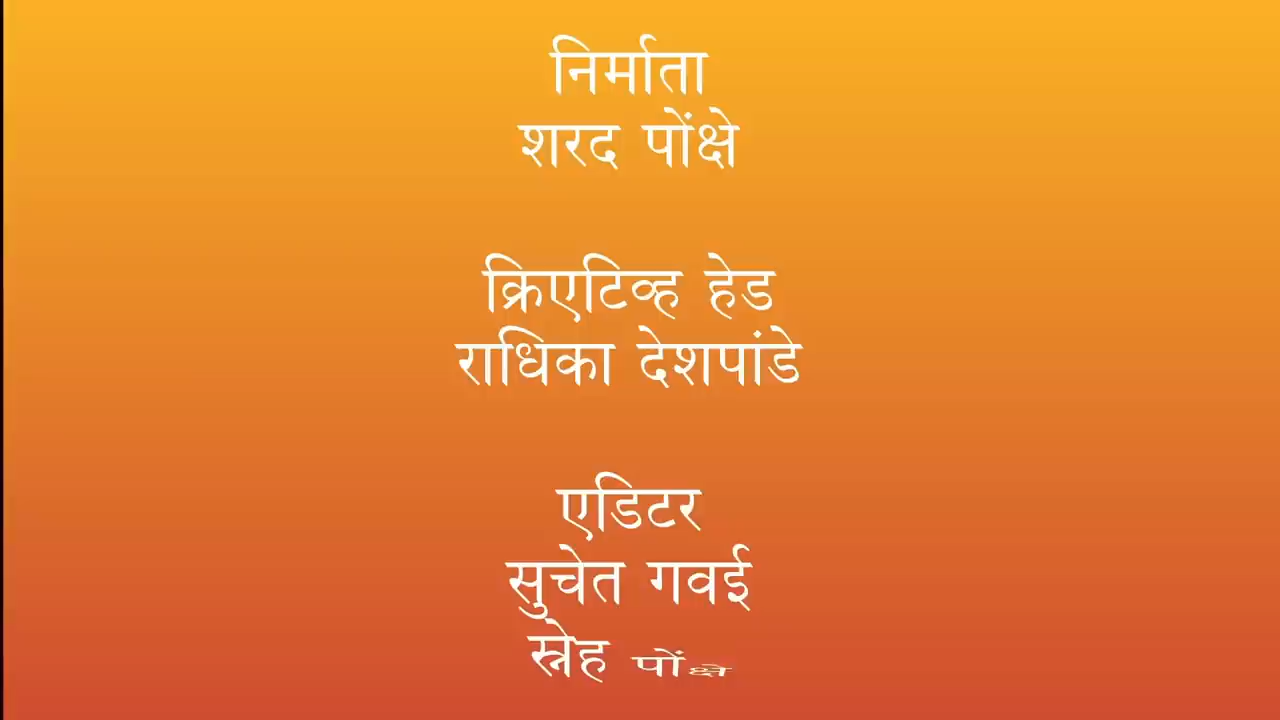 निर्माता
शरद पोंक्षे
क्रिएटिव्ह हेड
राधिका देशपांडे
एडिटर
सुचेत गवई
स्नेह पोंक्षे